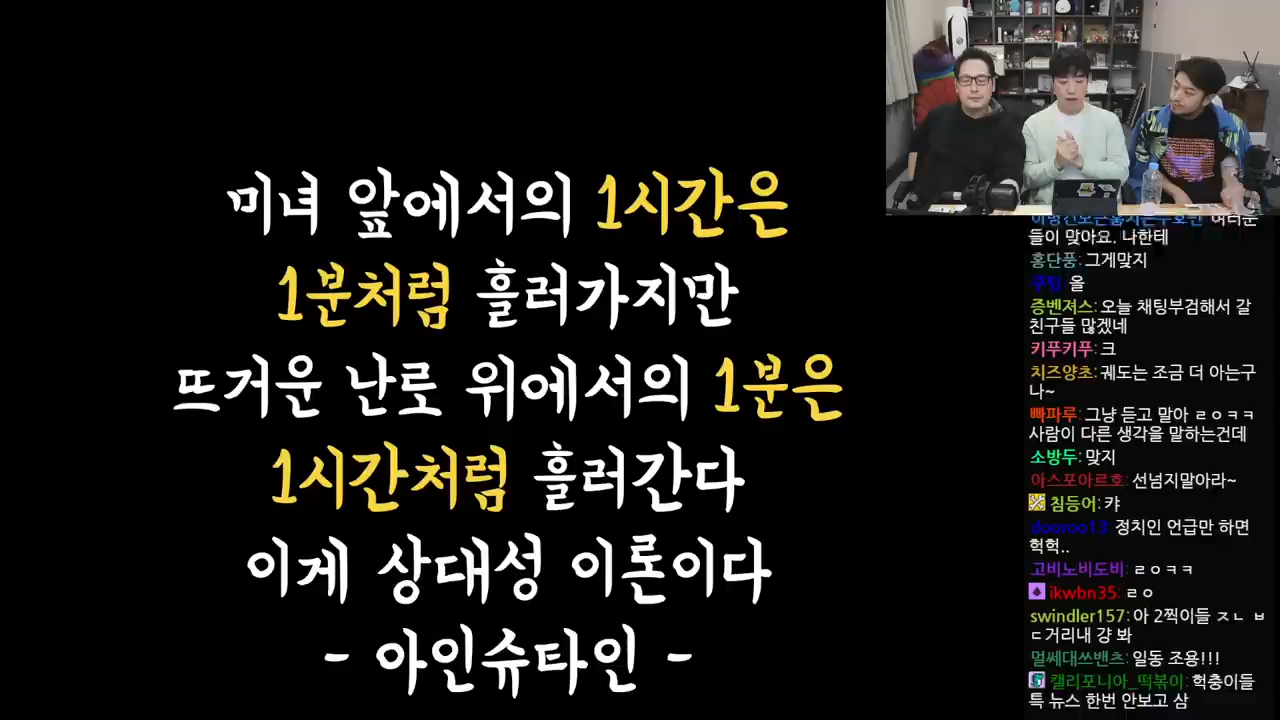 미녀 앞에서의 1시간은
1분처럼 흘러가지만
뜨거운 난로 위에서의 1분은
1시간처럼 흘러간다
이게 상대성 이론이다
- 아인슈타인 -
여러분
들이 맞아요. 나한테
홍단풍: 그게맞지
쿠팅: 올
증벤져스: 오늘 채팅부검해서 갈
친구들 많겠네
키푸키푸: 크
치즈양초: 궤도는 조금 더 아는구
나~
빠파루: 그냥 듣고 말아 ㄹㅇㅋㅋ
사람이 다른 생각을 말하는건데
소방두: 맞지
아스포아르호: 선넘지말아라~
침등어: 캬
dooroo13: 정치인 언급만 하면
헉헉..
고비노비도비: ㄹㅇㅋㅋ
ikwbn35: ㄹㅇ
swindler157: 아 2찍이들 ㅈㄴ ㅂ
ㄷ거리내 걍 봐
멀쎄대쓰밴츠: 일동 조용!!!
캘리포니아_떡볶이: 헉충이들
특 뉴스 한번 안보고 삼